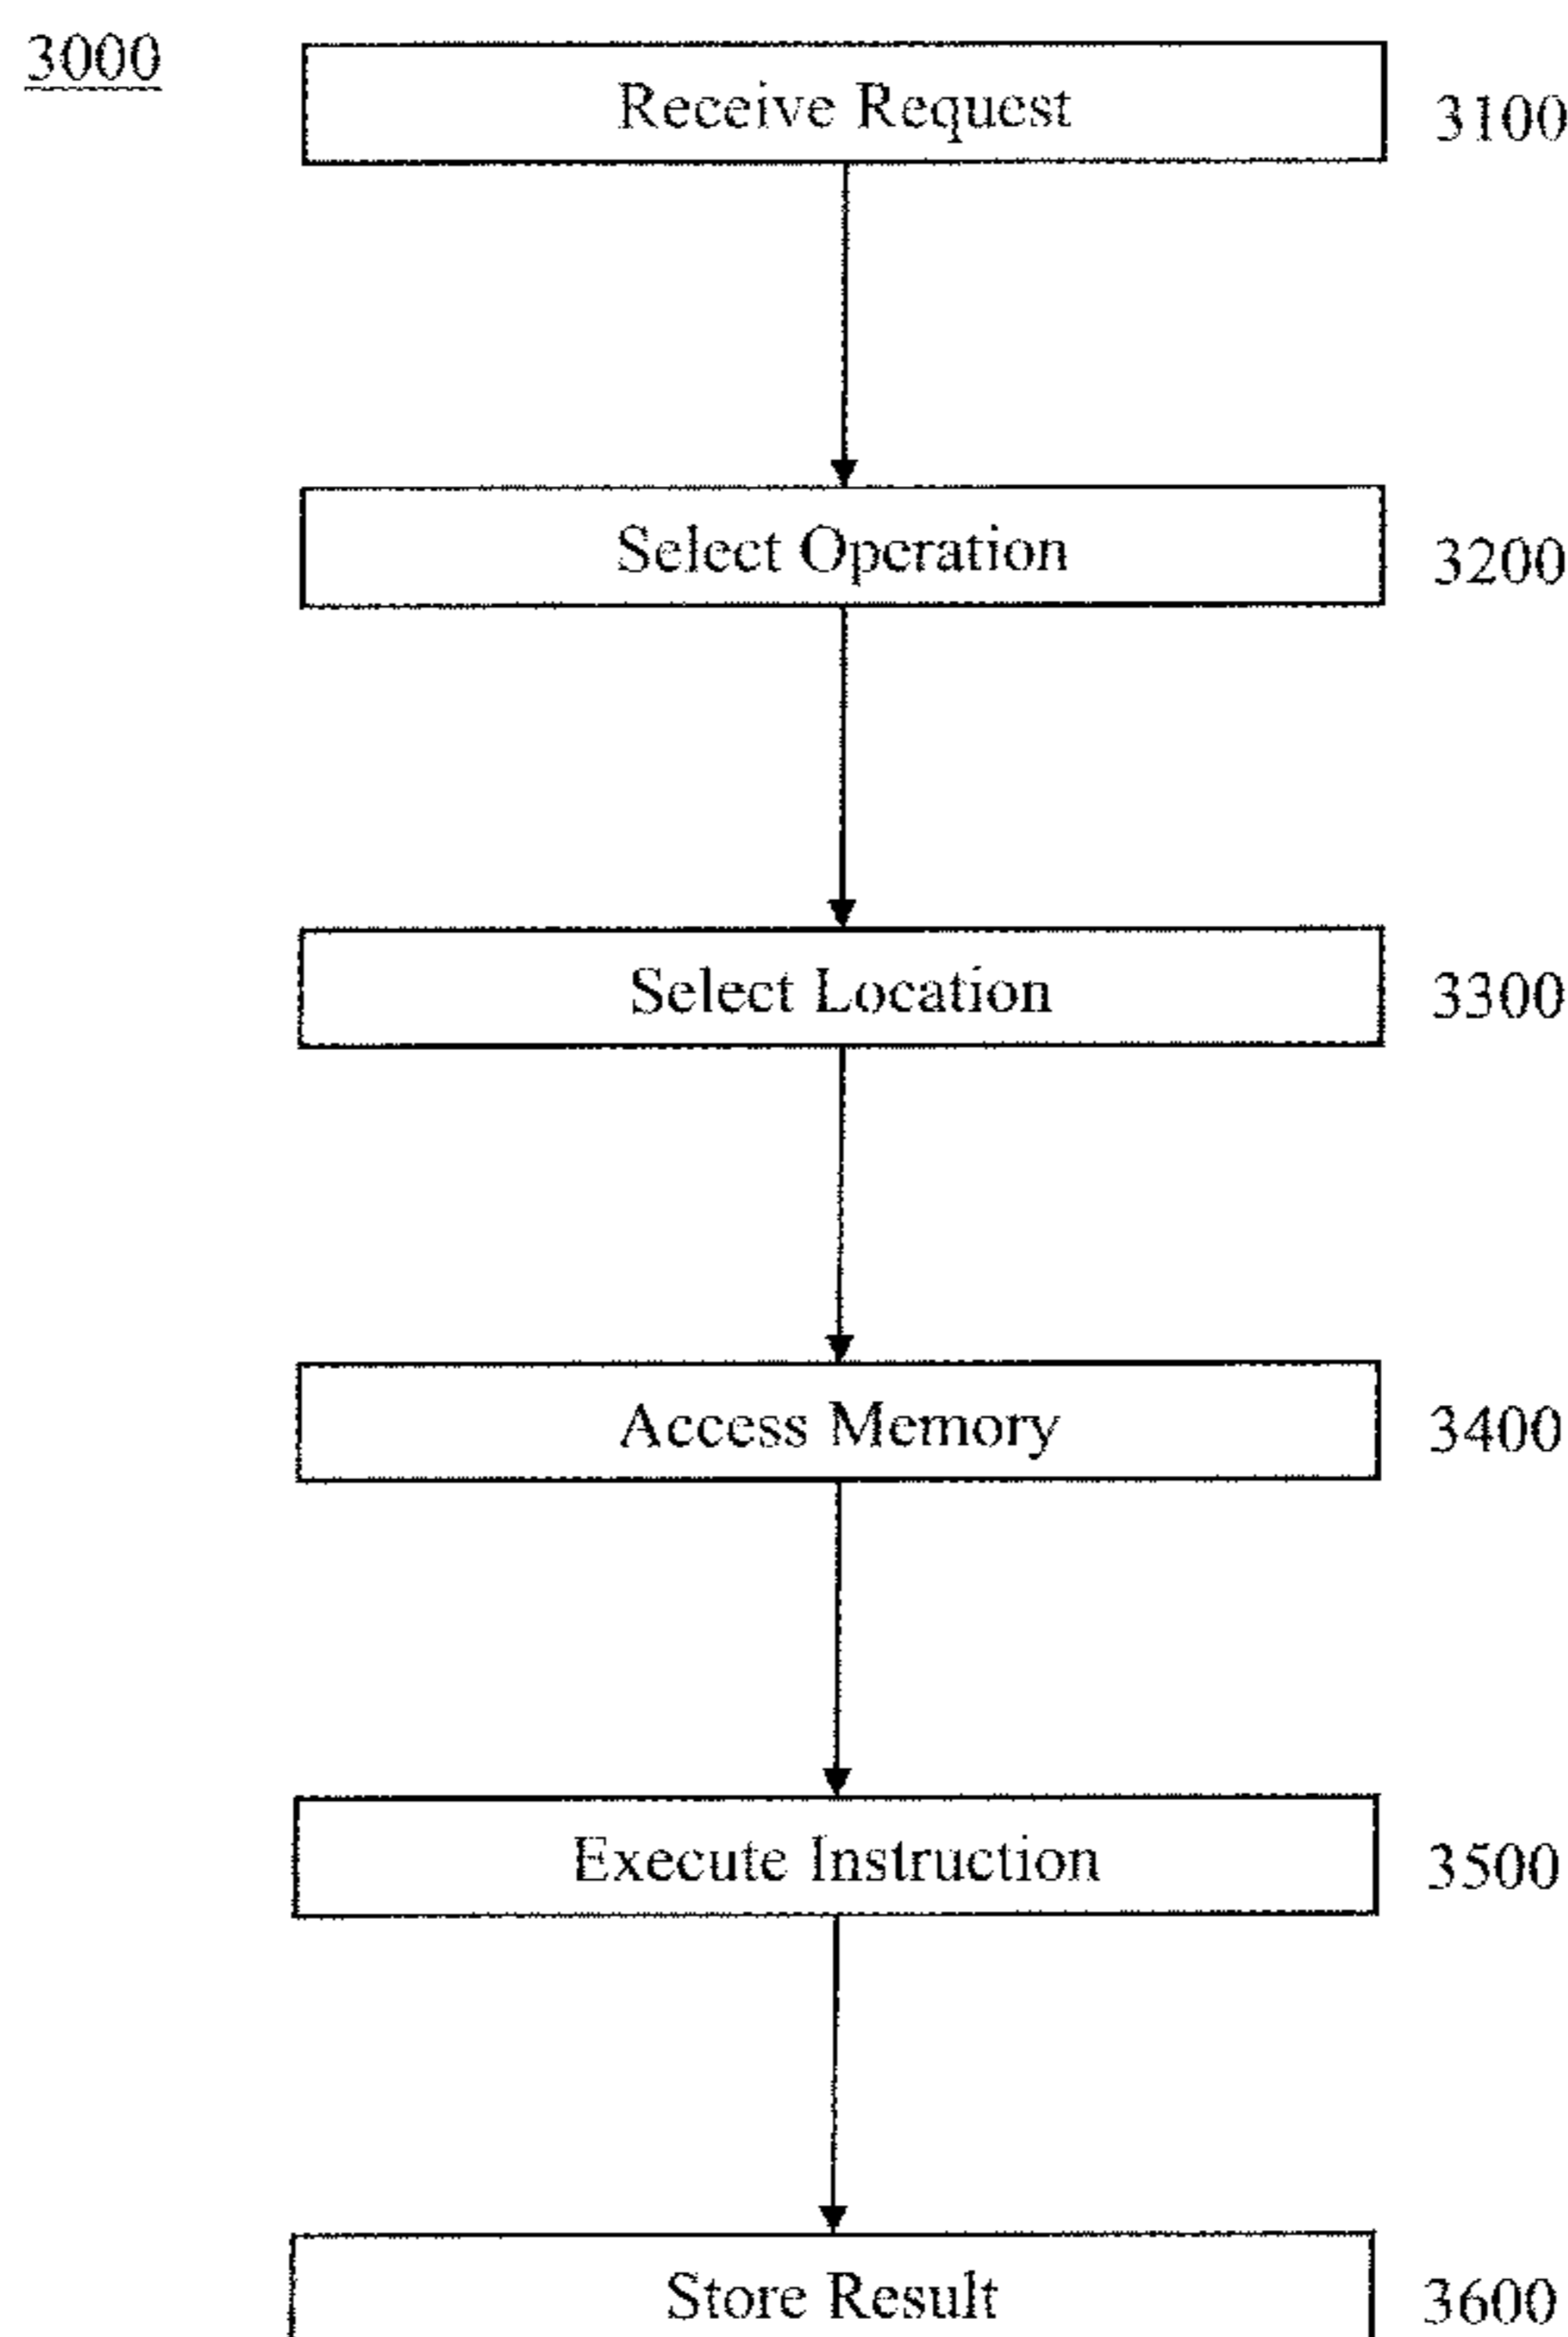 3000
Receive Request
3100
Select Operation
3200
Select Location
3300
Access Memory
3400
Execute Instruction
3500
Store Result
3600